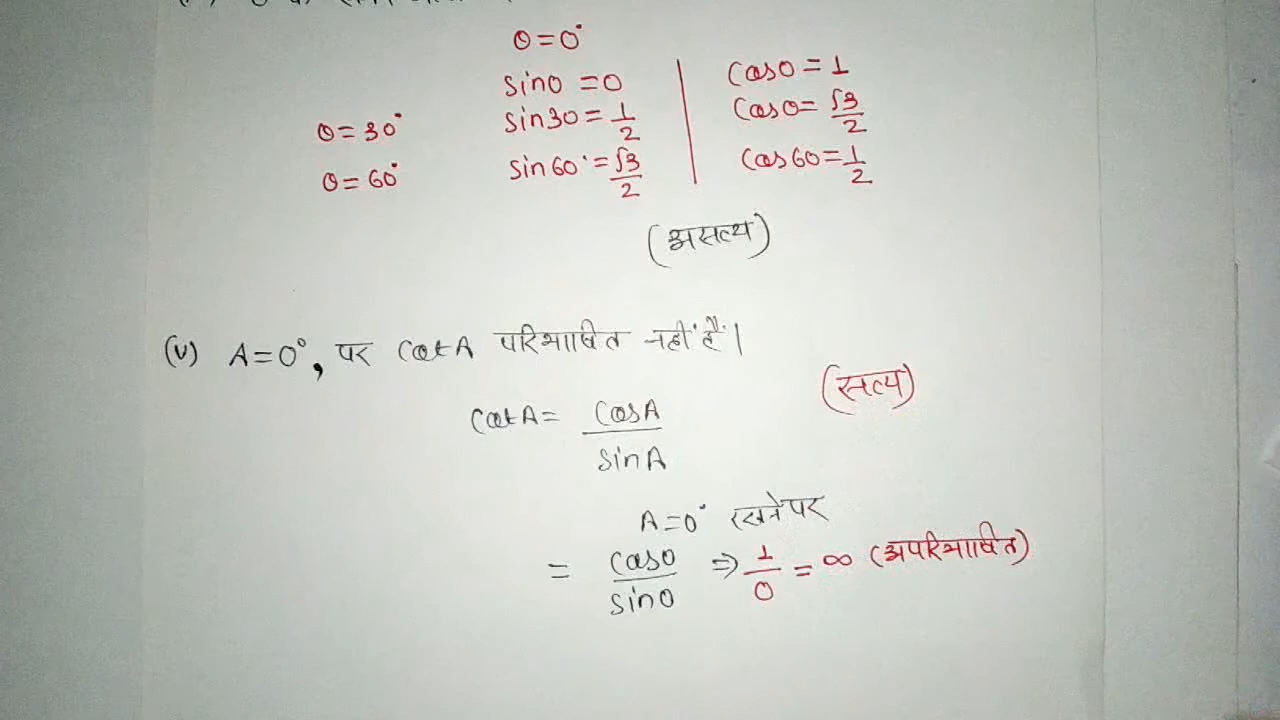 θ = 0°
sin0 = 0 | cos0 = 1
θ = 30° sin30 = 1/2 | cos0 = √3/2
θ = 60° sin60° = √3/2 | cos60 = 1/2
(असत्य)
(v) A = 0°, पर cotA परिभाषित नहीं है।
(सत्य)
cotA = cosA/sinA
A = 0° रखने पर
= cos0/sin0 ⇒ 1/0 = ∞ (अपरिभाषित)